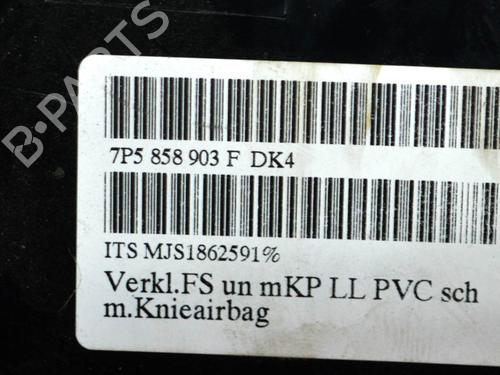 B-PARTS
7P5 858 903 F DK4
ITS MJS1862591%
Verkl.FS un mKP LL PVC sch
m.Knieairbag